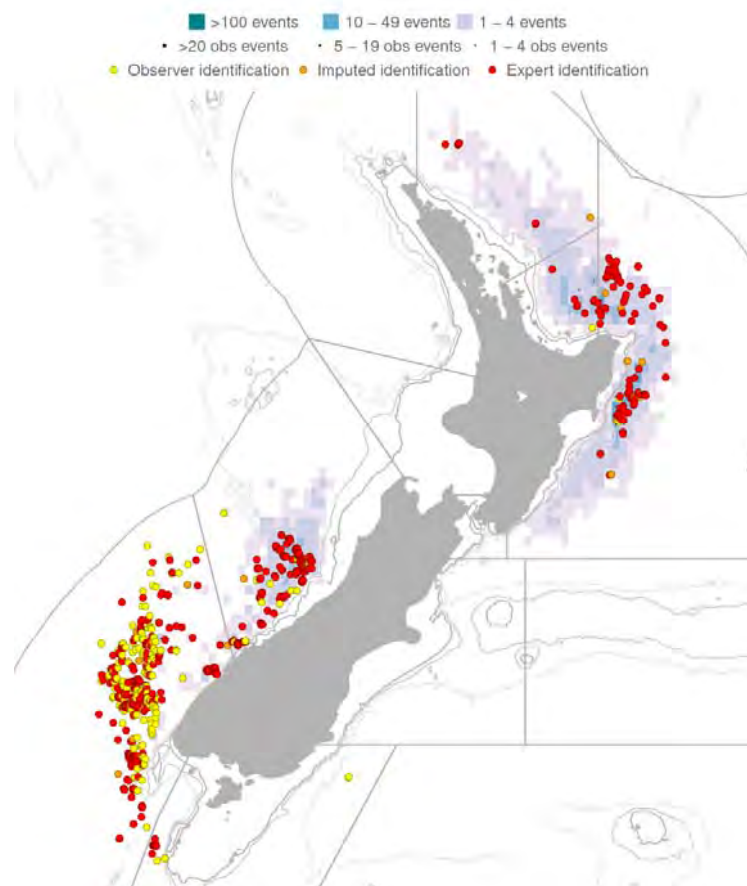 >100 events 10 – 49 events 1 – 4 events
>20 obs events 5 – 19 obs events 1 – 4 obs events
Observer identification Imputed identification Expert identification